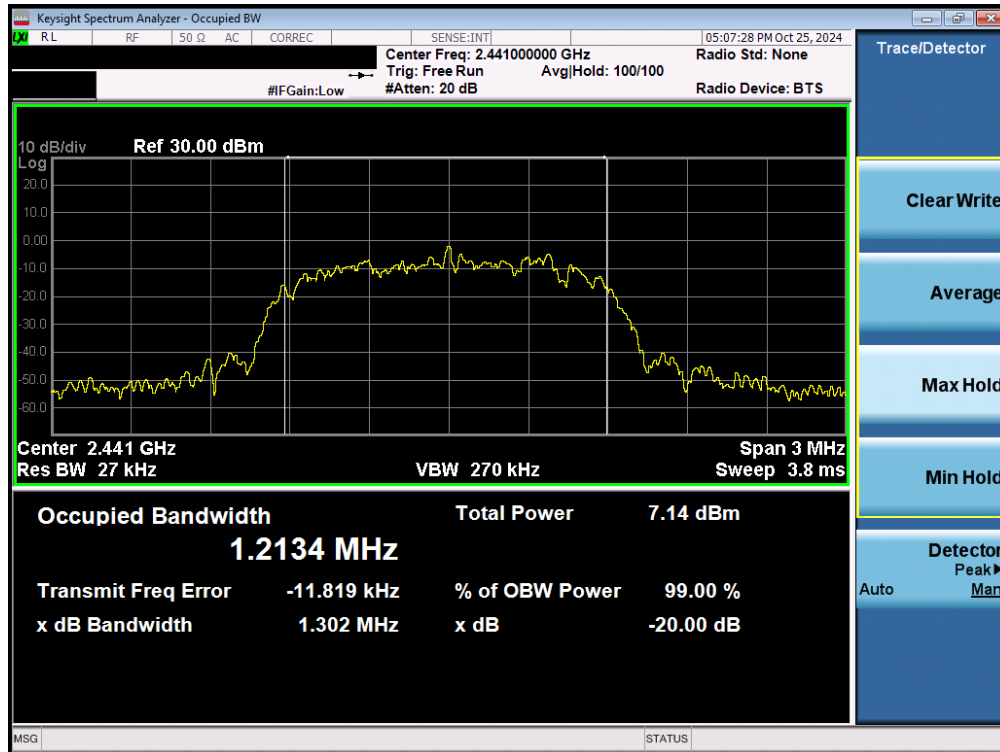 Keysight Spectrum Analyzer - Occupied BW
LXI RL RF 50 Ω AC CORREC SENSE:INT 05:07:28 PM Oct 25, 2024
Center Freq: 2.441000000 GHz Radio Std: None
Trig: Free Run Avg|Hold: 100/100
#IFGain:Low #Atten: 20 dB Radio Device: BTS
Trace/Detector
10 dB/div Ref 30.00 dBm
Log
20.0
10.0
0.00
-10.0
-20.0
-30.0
-40.0
-50.0
-60.0
Center 2.441 GHz Span 3 MHz
Res BW 27 kHz VBW 270 kHz Sweep 3.8 ms
Clear Write
Average
Max Hold
Min Hold
Detector
Peak▶
Auto Man
Occupied Bandwidth Total Power 7.14 dBm
1.2134 MHz
Transmit Freq Error -11.819 kHz % of OBW Power 99.00 %
x dB Bandwidth 1.302 MHz x dB -20.00 dB
MSG STATUS